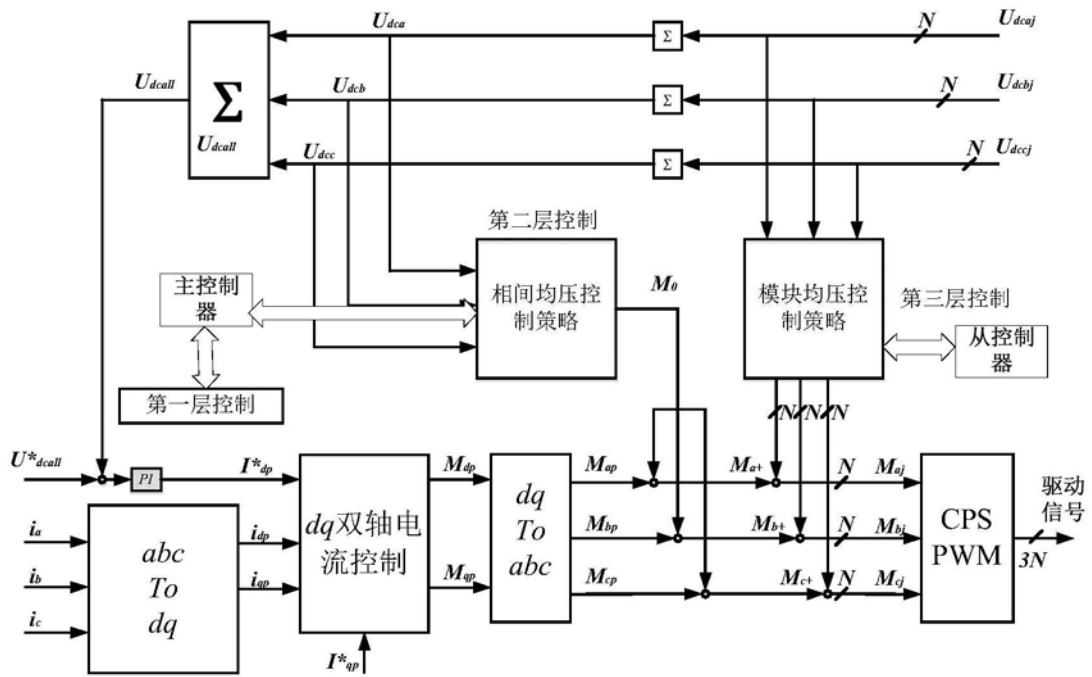 U_dca
Σ
N
U_dcaj
U_dcall
U_dcb
Σ
N
U_dcbj
Σ
U_dcall
U_dcc
Σ
N
U_dccj
第二层控制
主控制
器
相间均压控
制策略
M_0
模块均压控
制策略
第三层控制
从控制
器
第一层控制
N
N
N
U*_dcall
PI
I*_dp
M_dp
M_ap
M_a+
N
M_aj
驱动
信号
i_a
abc
To
dq
i_dp
dq双轴电
流控制
dq
To
abc
M_bp
M_b+
N
M_bj
CPS
PWM
3N
i_b
i_qp
M_qp
M_cp
M_c+
N
M_cj
i_c
I*_qp